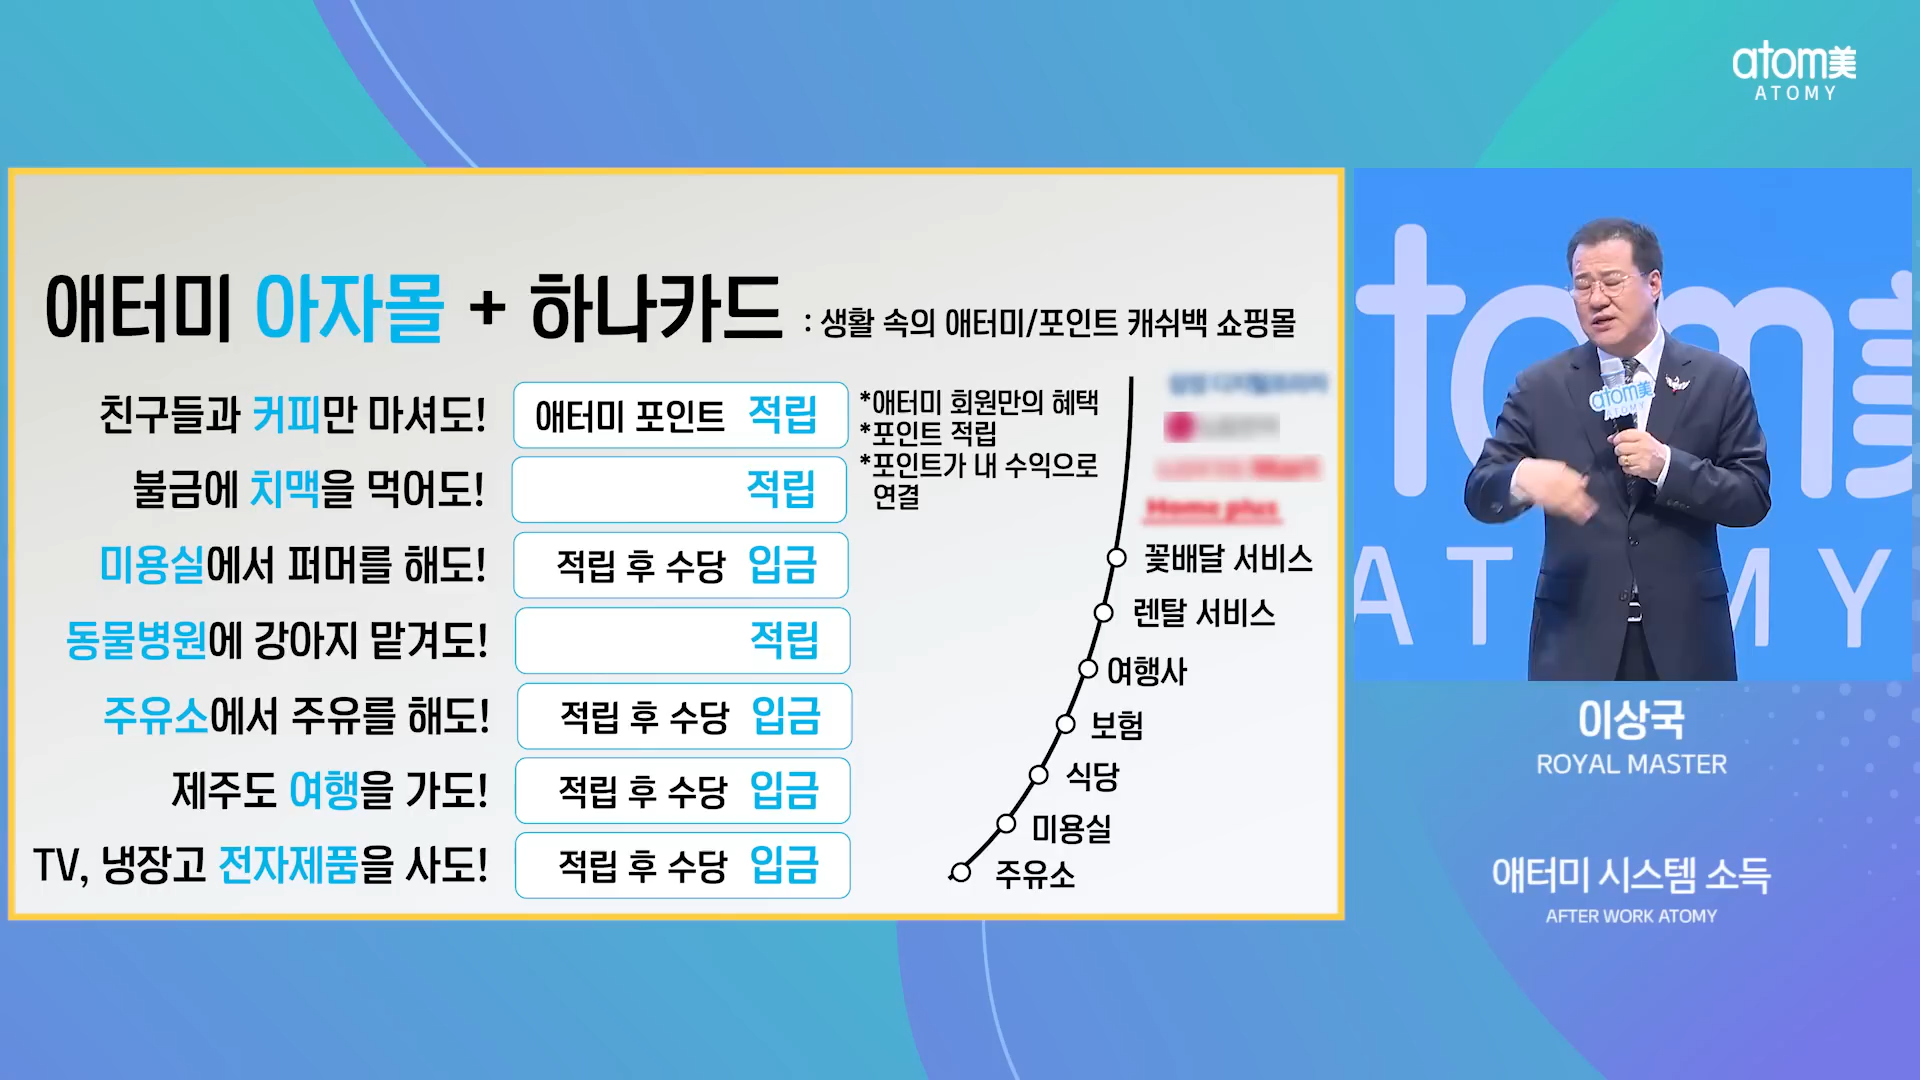 atom美
ATOMY
애터미 아자몰 + 하나카드 : 생활 속의 애터미/포인트 캐쉬백 쇼핑몰
친구들과 커피만 마셔도! 애터미 포인트 적립
불금에 치맥을 먹어도! 적립
미용실에서 퍼머를 해도! 적립 후 수당 입금
동물병원에 강아지 맡겨도! 적립
주유소에서 주유를 해도! 적립 후 수당 입금
제주도 여행을 가도! 적립 후 수당 입금
TV, 냉장고 전자제품을 사도! 적립 후 수당 입금
*애터미 회원만의 혜택
*포인트 적립
*포인트가 내 수익으로
연결
Home plus
꽃배달 서비스
렌탈 서비스
여행사
보험
식당
미용실
주유소
atom美
ATOMY
이상국
ROYAL MASTER
애터미 시스템 소득
AFTER WORK ATOMY